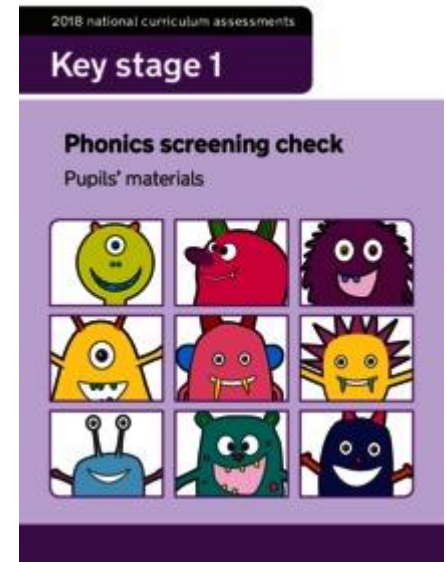 2018 national curriculum assessments
Key stage 1
Phonics screening check
Pupils' materials